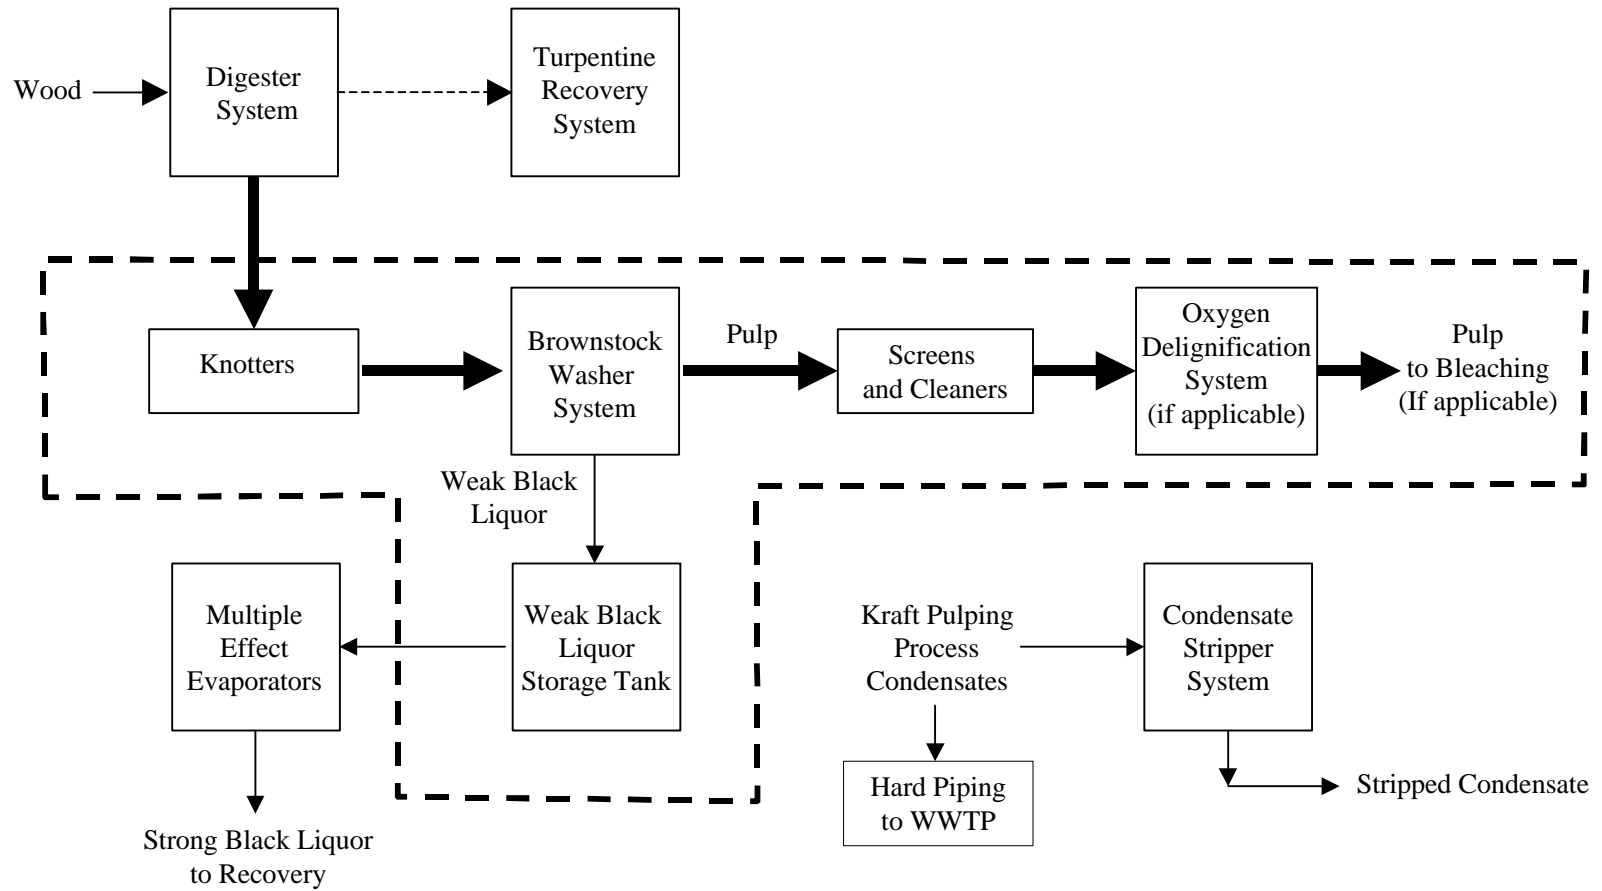 Wood
Digester
System
Turpentine
Recovery
System
Knotters
Brownstock
Washer
System
Pulp
Screens
and Cleaners
Oxygen
Delignification
System
(if applicable)
Pulp
to Bleaching
(If applicable)
Weak Black
Liquor
Multiple
Effect
Evaporators
Weak Black
Liquor
Storage Tank
Kraft Pulping
Process
Condensates
Condensate
Stripper
System
Hard Piping
to WWTP
Stripped Condensate
Strong Black Liquor
to Recovery